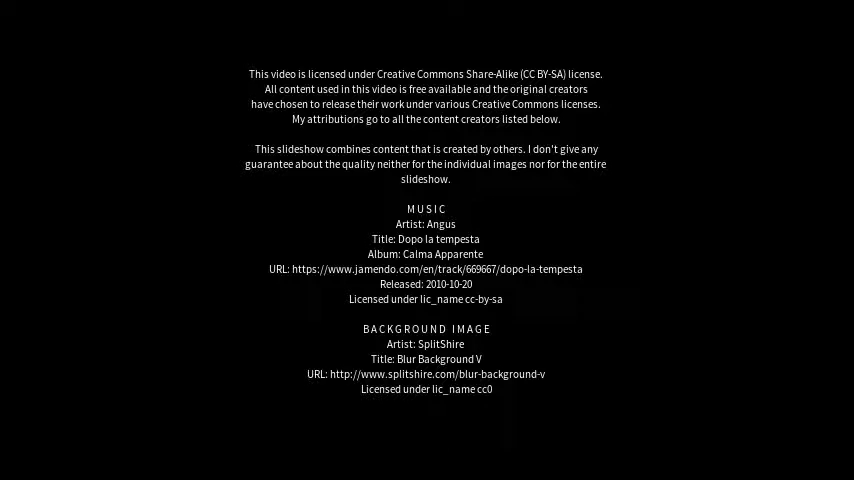 This video is licensed under Creative Commons Share-Alike (CC BY-SA) license.
All content used in this video is free available and the original creators
have chosen to release their work under various Creative Commons licenses.
My attributions go to all the content creators listed below.
This slideshow combines content that is created by others. I don't give any
guarantee about the quality neither for the individual images nor for the entire
slideshow.
MUSIC
Artist: Angus
Title: Dopo la tempesta
Album: Calma Apparente
URL: https://www.jamendo.com/en/track/669667/dopo-la-tempesta
Released: 2010-10-20
Licensed under lic_name cc-by-sa
BACKGROUND IMAGE
Artist: SplitShire
Title: Blur Background V
URL: http://www.splitshire.com/blur-background-v
Licensed under lic_name cc0